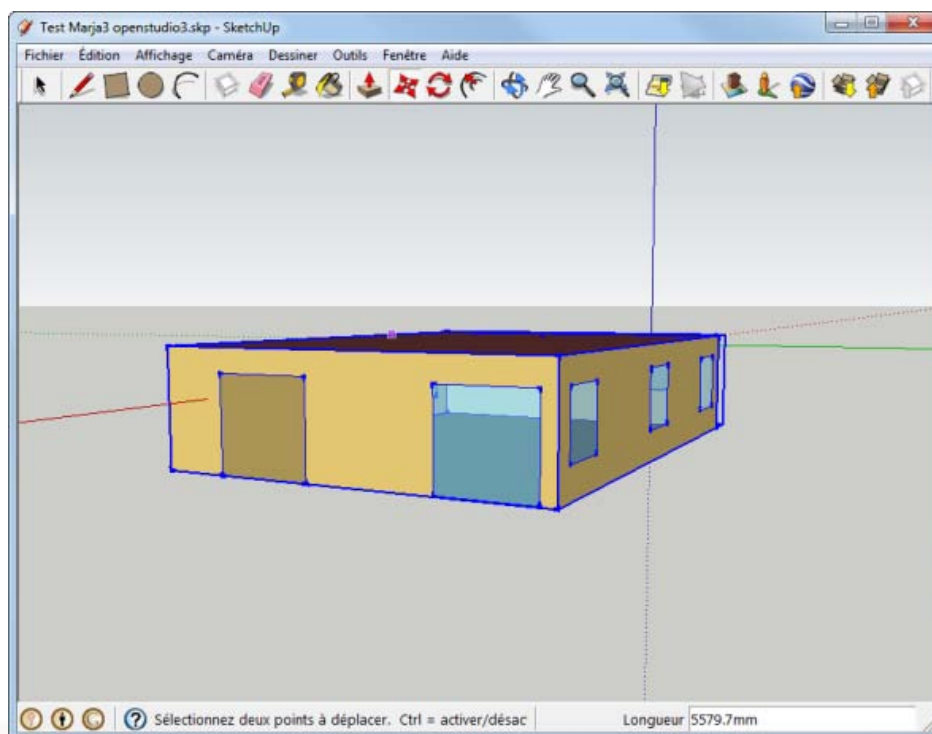 Test Marja3 openstudio3.skp - SketchUp
Fichier Édition Affichage Caméra Dessiner Outils Fenêtre Aide
Sélectionnez deux points à déplacer. Ctrl = activer/désac Longueur 5579.7mm